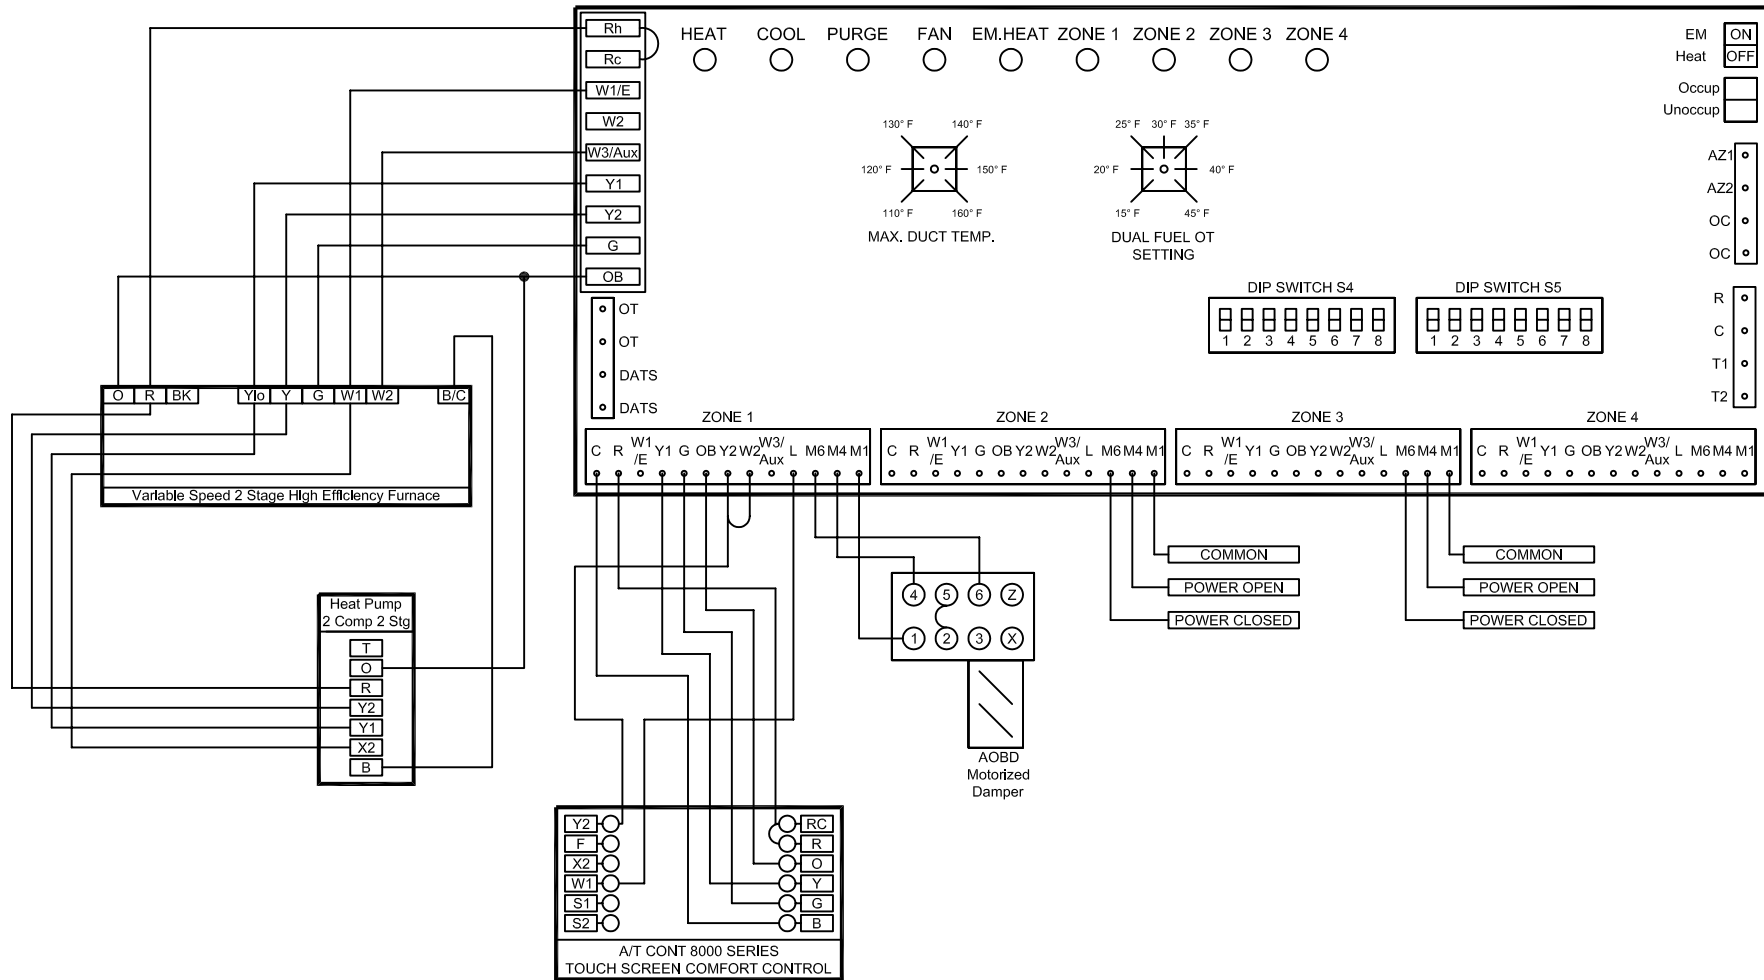 Rh
Rc
W1/E
W2
W3/Aux
Y1
Y2
G
OB
HEAT COOL PURGE FAN EM.HEAT ZONE 1 ZONE 2 ZONE 3 ZONE 4
EM ON
Heat OFF
Occup
Unoccup
130° F 140° F
120° F 150° F
110° F 160° F
MAX. DUCT TEMP.
25° F 30° F 35° F
20° F 40° F
15° F 45° F
DUAL FUEL OT
SETTING
AZ1
AZ2
OC
OC
R
C
T1
T2
DIP SWITCH S4
1 2 3 4 5 6 7 8
DIP SWITCH S5
1 2 3 4 5 6 7 8
OT
OT
DATS
DATS
O R BK Ylo Y G W1 W2 B/C
Variable Speed 2 Stage High Efficiency Furnace
ZONE 1
C R W1/E Y1 G OB Y2 W2 W3/Aux L M6 M4 M1
ZONE 2
C R W1/E Y1 G OB Y2 W2 W3/Aux L M6 M4 M1
ZONE 3
C R W1/E Y1 G OB Y2 W2 W3/Aux L M6 M4 M1
ZONE 4
C R W1/E Y1 G OB Y2 W2 W3/Aux L M6 M4 M1
COMMON
POWER OPEN
POWER CLOSED
COMMON
POWER OPEN
POWER CLOSED
4 5 6 Z
1 2 3 X
AOBD
Motorized
Damper
Heat Pump
2 Comp 2 Stg
T
O
R
Y2
Y1
X2
B
Y2 RC
F R
X2 O
W1 Y
S1 G
S2 B
A/T CONT 8000 SERIES
TOUCH SCREEN COMFORT CONTROL